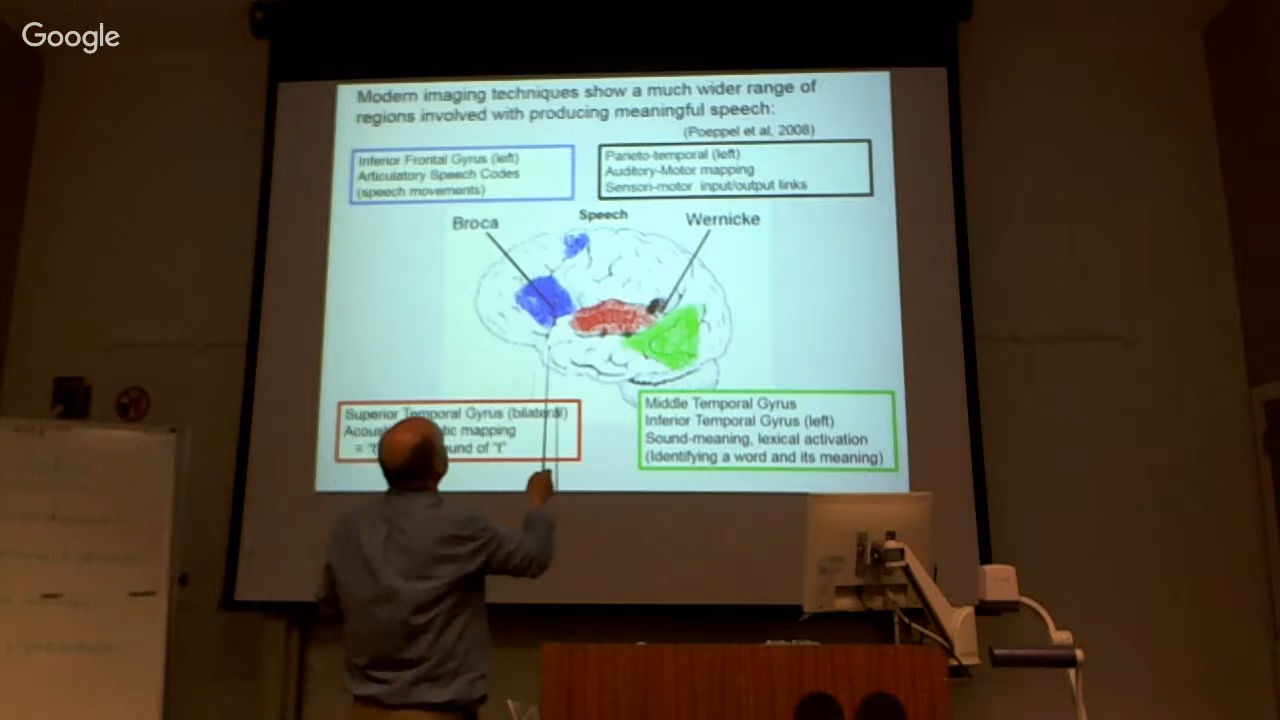 Google
Modern imaging techniques show a much wider range of
regions involved with producing meaningful speech:
(Poeppel et al, 2008)
Inferior Frontal Gyrus (left)
Articulatory Speech Codes
(speech movements)
Parieto-temporal (left)
Auditory-Motor mapping
Sensori-motor input/output links
Speech
Broca
Wernicke
Superior Temporal Gyrus (bilateral)
mapping
of "t"
Middle Temporal Gyrus
Inferior Temporal Gyrus (left)
Sound-meaning, lexical activation
(Identifying a word and its meaning)